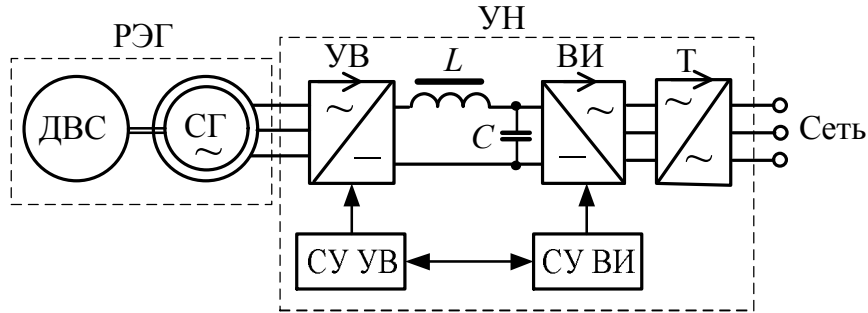 УН
РЭГ
УВ
L
ВИ
Т
ДВС
СГ
~
~
—
C
~
—
~
~
Сеть
СУ УВ
СУ ВИ